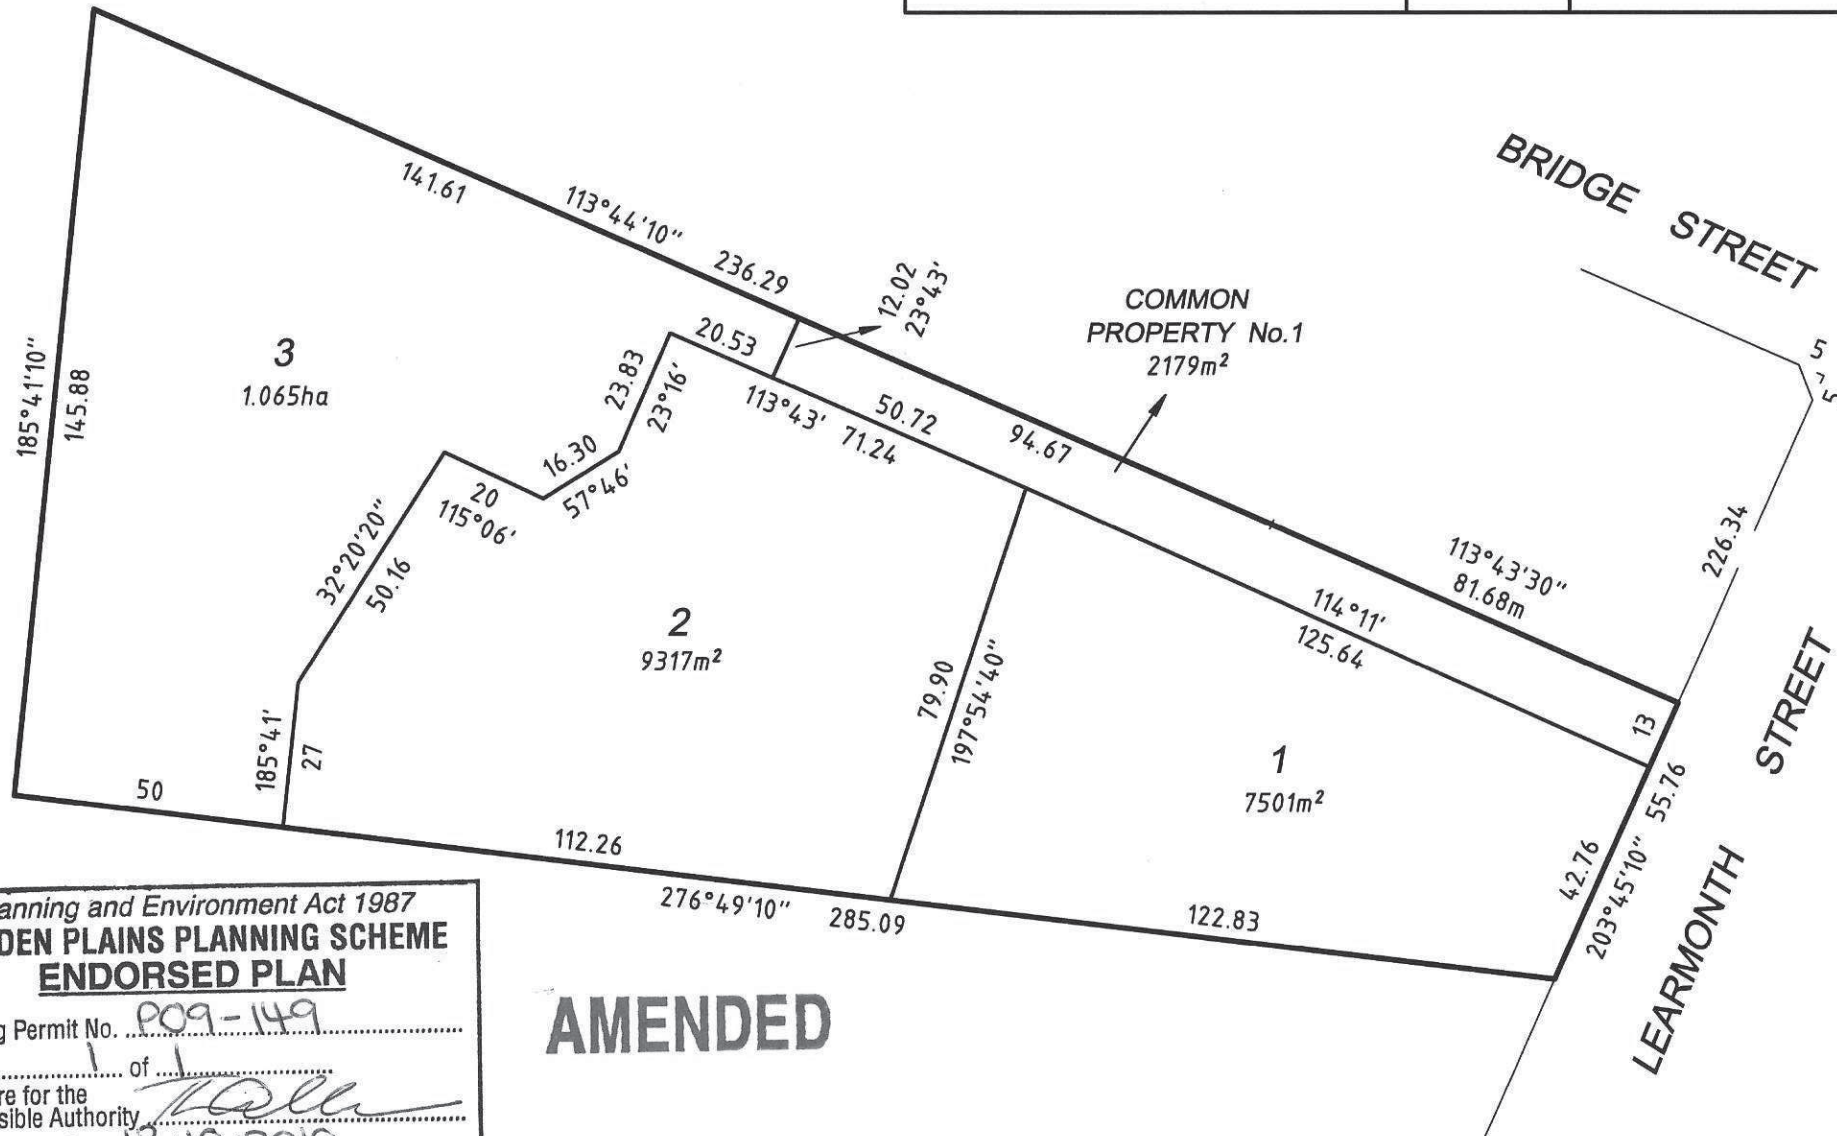 BRIDGE STREET
141.61
113°44'10"
236.29
12.02
23°43'
COMMON
PROPERTY No.1
2179m²
5
5
3
1.065ha
185°41'10"
145.88
20.53
23.83
23°16'
113°43'
71.24
50.72
94.67
16.30
57°46'
20
115°06'
32°20'20"
50.16
226.34
113°43'30"
81.68m
114°11'
125.64
2
9317m²
79.90
197°54'40"
13
1
7501m²
STREET
185°41'
27
50
112.26
276°49'10"
285.09
122.83
42.76
55.76
203°45'10"
LEARMONTH
anning and Environment Act 1987
DEN PLAINS PLANNING SCHEME
ENDORSED PLAN
g Permit No. P09-149
1 of 1
re for the
sible Authority
AMENDED